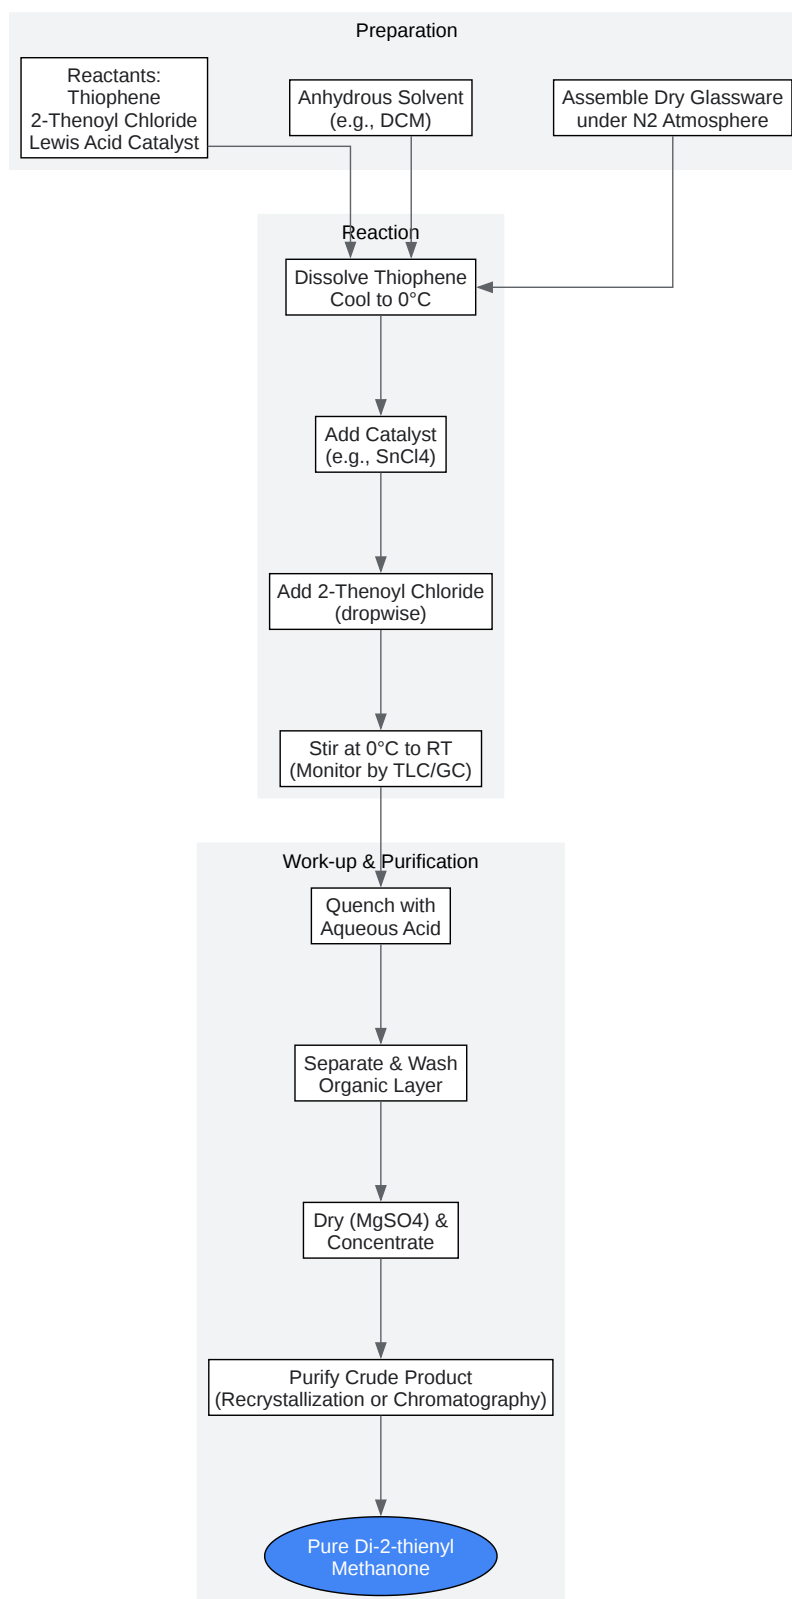 Preparation
Reactants:
Thiophene
2-Thenoyl Chloride
Lewis Acid Catalyst
Anhydrous Solvent
(e.g., DCM)
Assemble Dry Glassware
under N2 Atmosphere
Reaction
Dissolve Thiophene
Cool to 0°C
Add Catalyst
(e.g., SnCl4)
Add 2-Thenoyl Chloride
(dropwise)
Stir at 0°C to RT
(Monitor by TLC/GC)
Work-up & Purification
Quench with
Aqueous Acid
Separate & Wash
Organic Layer
Dry (MgSO4) &
Concentrate
Purify Crude Product
(Recrystallization or Chromatography)
Pure Di-2-thienyl
Methanone